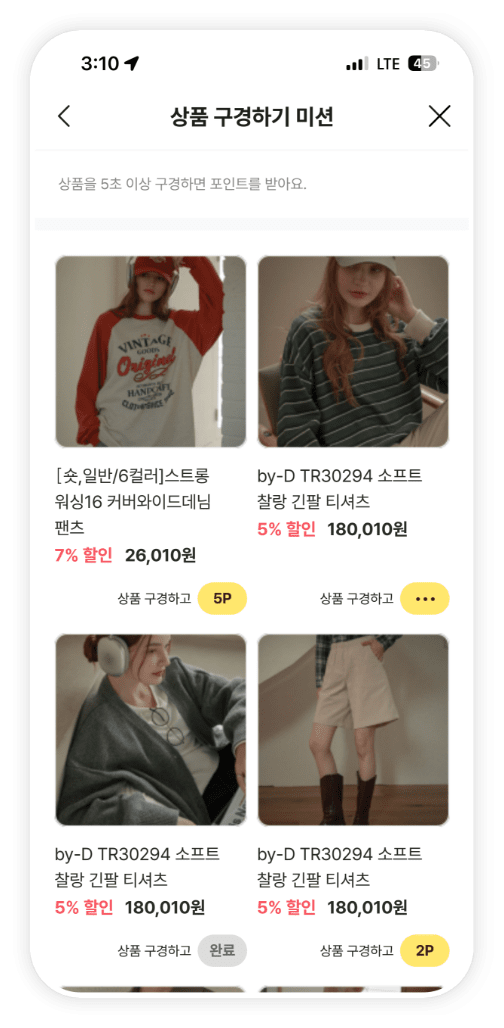 3:10
LTE 45
상품 구경하기 미션
상품을 5초 이상 구경하면 포인트를 받아요.
VINTAGE
GOODS
Original
HANDCRAFT
[숏,일반/6컬러]스트롱
워싱16 커버와이드데님
팬츠
7% 할인 26,010원
상품 구경하고 5P
by-D TR30294 소프트
찰랑 긴팔 티셔츠
5% 할인 180,010원
상품 구경하고 •••
by-D TR30294 소프트
찰랑 긴팔 티셔츠
5% 할인 180,010원
상품 구경하고 완료
by-D TR30294 소프트
찰랑 긴팔 티셔츠
5% 할인 180,010원
상품 구경하고 2P